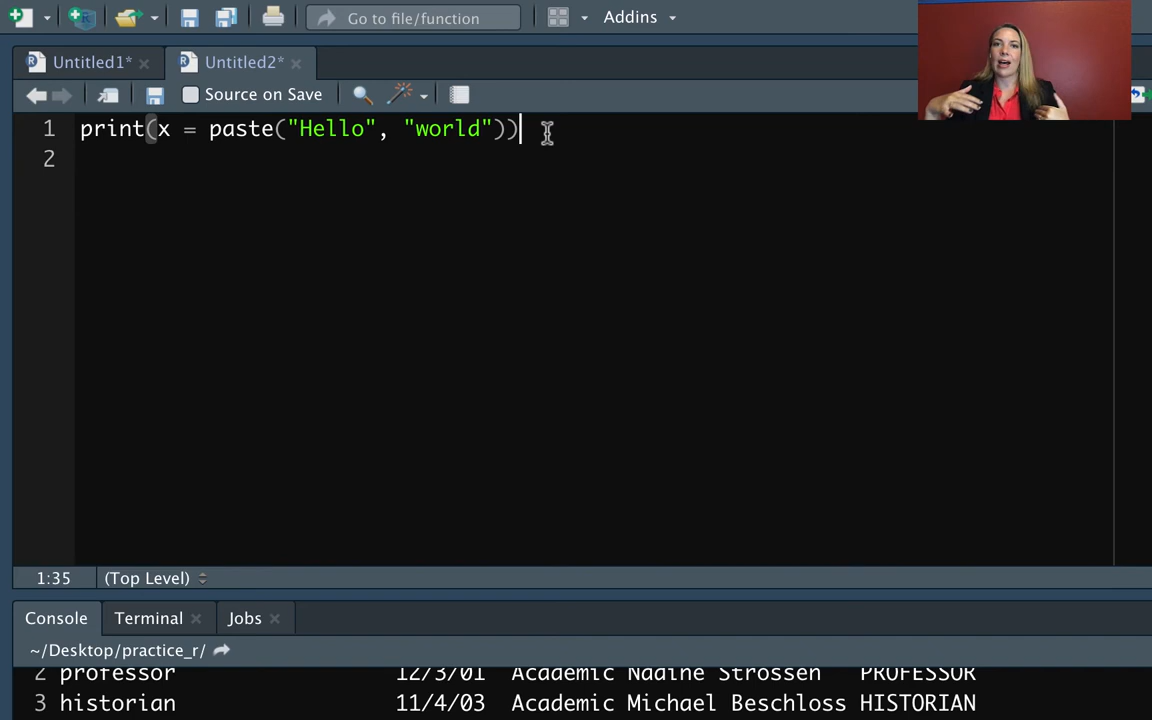 Go to file/function
Addins
Untitled1*
Untitled2*
Source on Save
1 print(x = paste("Hello", "world"))
2
1:35 (Top Level)
Console Terminal Jobs
~/Desktop/practice_r/
2 professor 12/3/01 Academic Nadine Strossen PROFESSOR
3 historian 11/4/03 Academic Michael Beschloss HISTORIAN